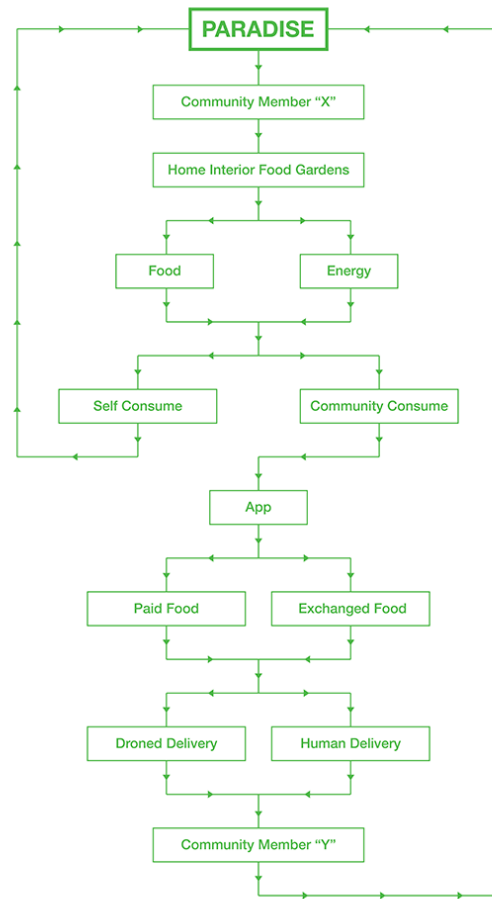 PARADISE
Community Member “X”
Home Interior Food Gardens
Food
Energy
Self Consume
Community Consume
App
Paid Food
Exchanged Food
Droned Delivery
Human Delivery
Community Member “Y”